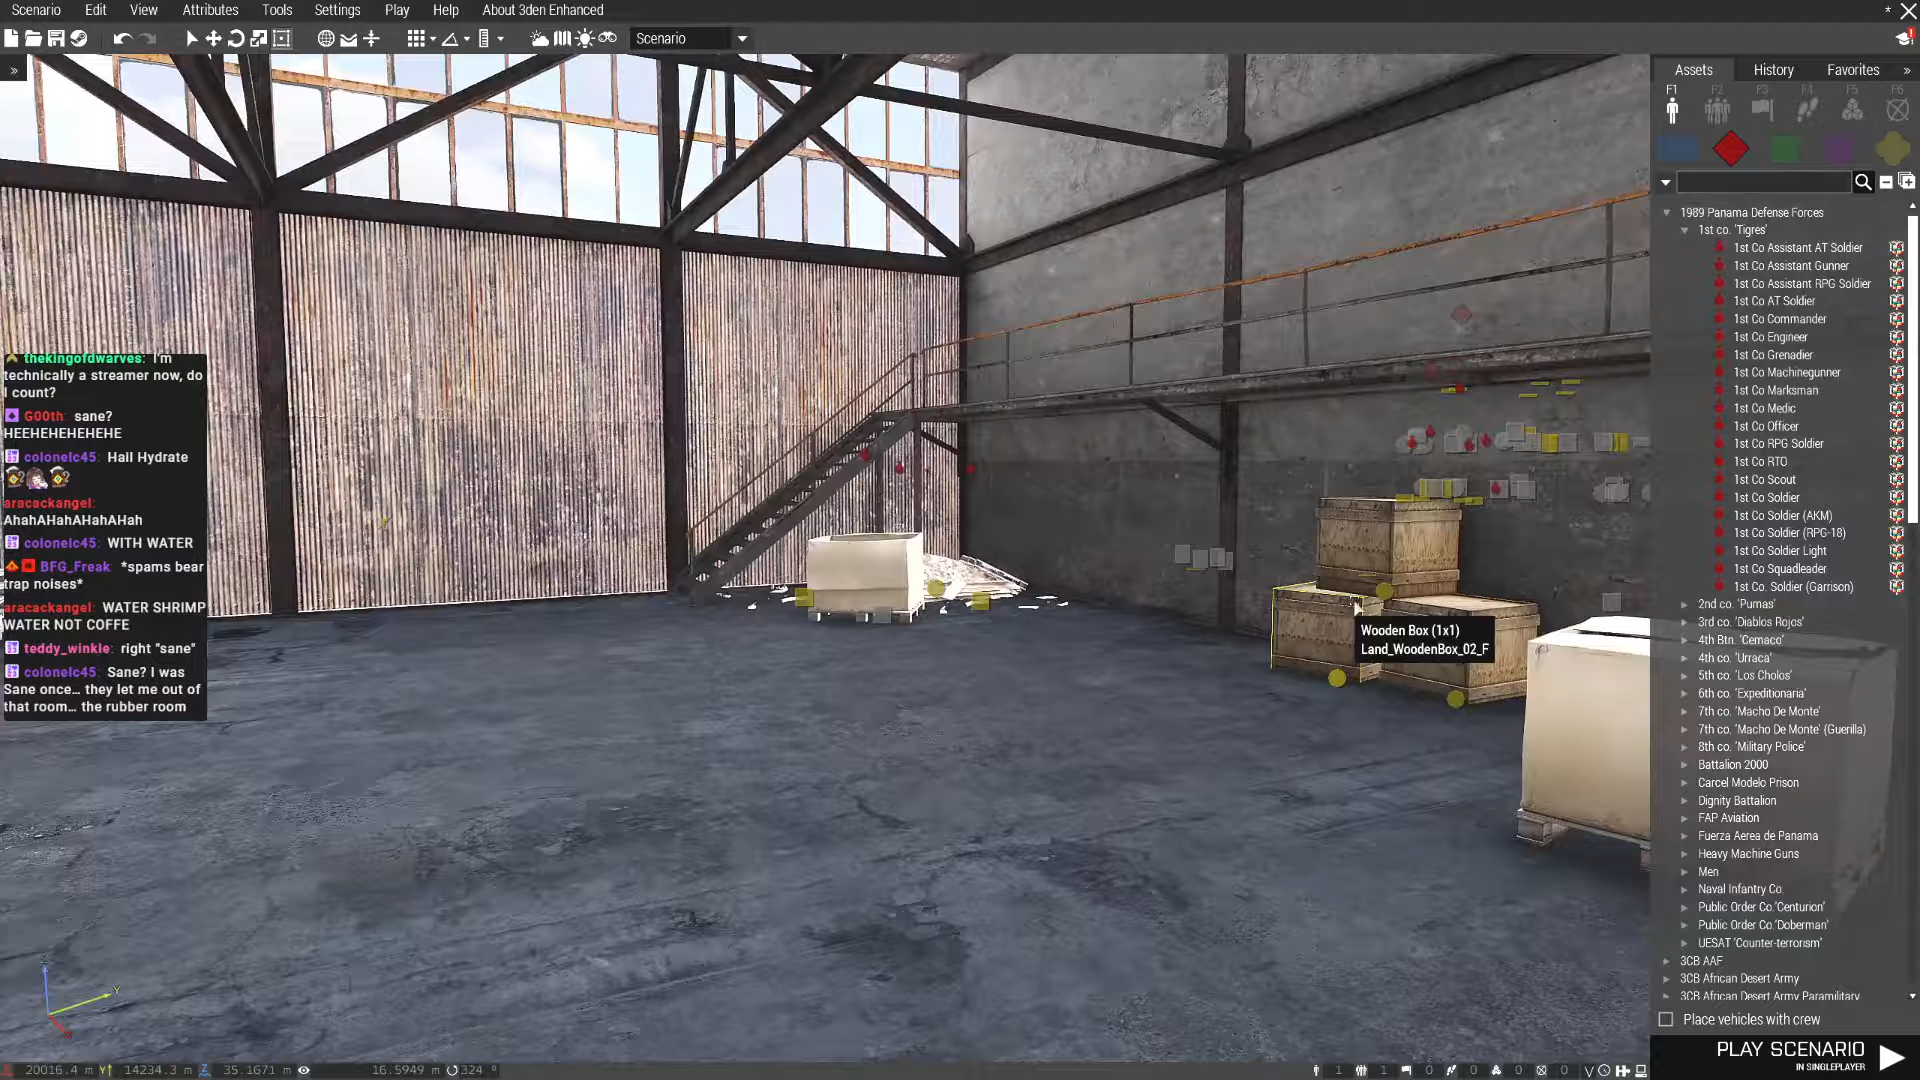 Scenario Edit View Attributes Tools Settings Play Help About 3den Enhanced
Scenario
Assets History Favorites
F1 F2 F3 F4 F5 F6
1989 Panama Defense Forces
1st co. 'Tigres'
1st Co Assistant AT Soldier
1st Co Assistant Gunner
1st Co Assistant RPG Soldier
1st Co AT Soldier
1st Co Commander
1st Co Engineer
1st Co Grenadier
1st Co Machinegunner
1st Co Marksman
1st Co Medic
1st Co Officer
1st Co RPG Soldier
1st Co RTO
1st Co Scout
1st Co Soldier
1st Co Soldier (AKM)
1st Co Soldier (RPG-18)
1st Co Soldier Light
1st Co Squadleader
1st Co. Soldier (Garrison)
2nd co. 'Pumas'
3rd co. 'Diablos Rojos'
4th Btn. 'Cemaco'
4th co. 'Urraca'
5th co. 'Los Cholos'
6th co. 'Expeditionaria'
7th co. 'Macho De Monte'
7th co. 'Macho De Monte' (Guerilla)
8th co. 'Military Police'
Battalion 2000
Carcel Modelo Prison
Dignity Battalion
FAP Aviation
Fuerza Aerea de Panama
Heavy Machine Guns
Men
Naval Infantry Co.
Public Order Co.'Centurion'
Public Order Co.'Doberman'
UESAT 'Counter-terrorism'
3CB AAF
3CB African Desert Army
3CB African Desert Army Paramilitary
Place vehicles with crew
PLAY SCENARIO
IN SINGLEPLAYER
thekingofdwarves: I'm
technically a streamer now, do
I count?
G00th: sane?
HEEHEHEHEHEHE
colonelc45: Hail Hydrate
aracackangel:
AhahAHahAHahAHah
colonelc45: WITH WATER
BFG_Freak: *spams bear
trap noises*
aracackangel: WATER SHRIMP
WATER NOT COFFE
teddy_winkle: right "sane"
colonelc45: Sane? I was
Sane once... they let me out of
that room... the rubber room
Wooden Box (1x1)
Land_WoodenBox_02_F
Z
Y
X
X 20016.4 m Y 14234.3 m Z 35.1671 m 16.5949 m 324 °
1 1 0 0 0 0